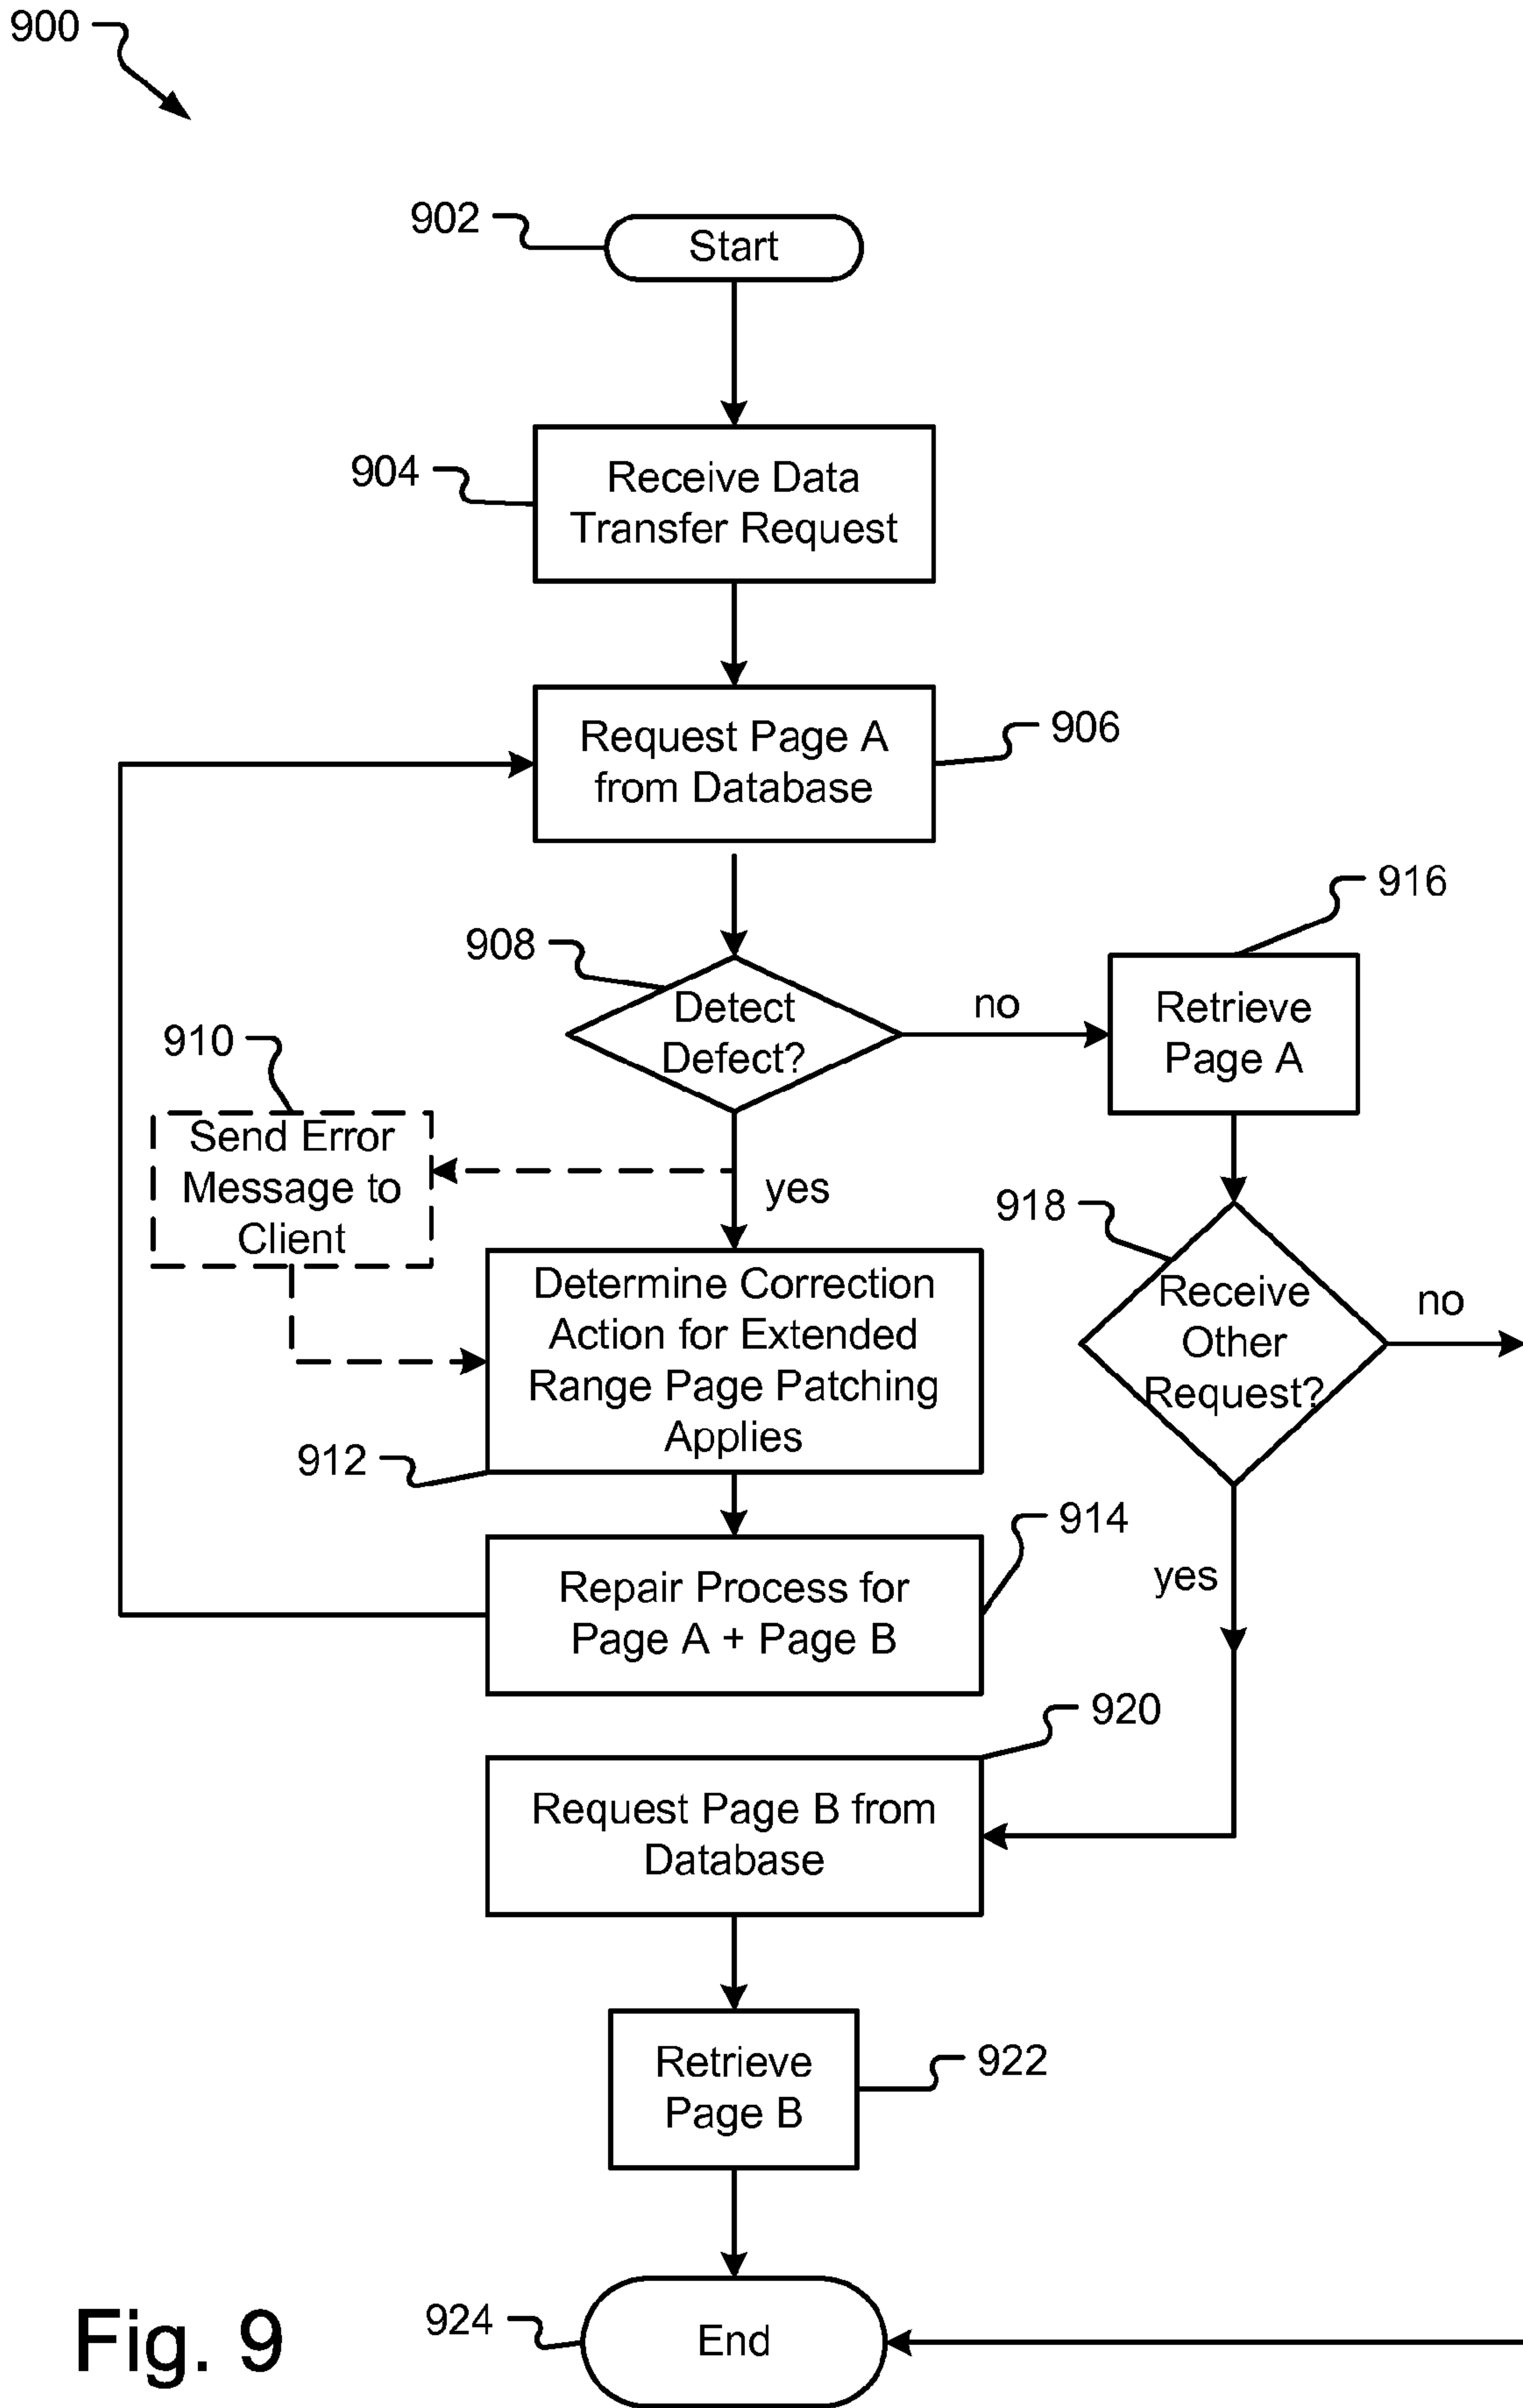 900
902
Start
904
Receive Data
Transfer Request
906
Request Page A
from Database
908
Detect
Defect?
no
916
Retrieve
Page A
910
Send Error
Message to
Client
yes
918
Receive
Other
Request?
no
Determine Correction
Action for Extended
Range Page Patching
Applies
912
914
Repair Process for
Page A + Page B
yes
920
Request Page B from
Database
922
Retrieve
Page B
924
End
Fig. 9